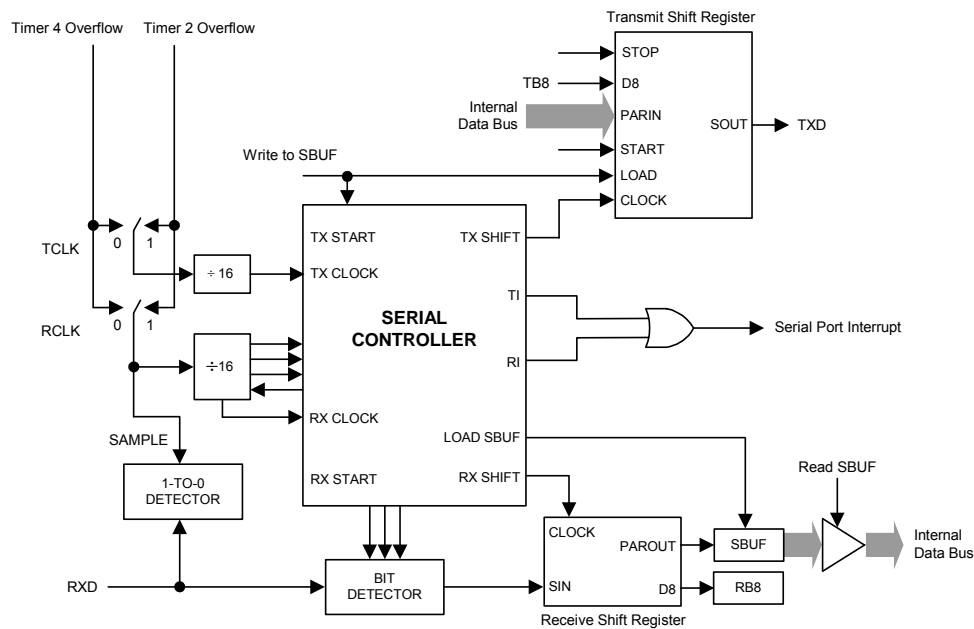 Timer 4 Overflow
Timer 2 Overflow
Transmit Shift Register
STOP
TB8
D8
Internal
Data Bus
PARIN
SOUT
TXD
START
Write to SBUF
LOAD
CLOCK
TX START
TX SHIFT
TCLK
0
1
÷ 16
TX CLOCK
TI
SERIAL
CONTROLLER
Serial Port Interrupt
RCLK
0
1
÷16
RI
RX CLOCK
LOAD SBUF
SAMPLE
RX START
RX SHIFT
Read SBUF
1-TO-0
DETECTOR
CLOCK
PAROUT
SBUF
Internal
Data Bus
RXD
BIT
DETECTOR
SIN
D8
RB8
Receive Shift Register